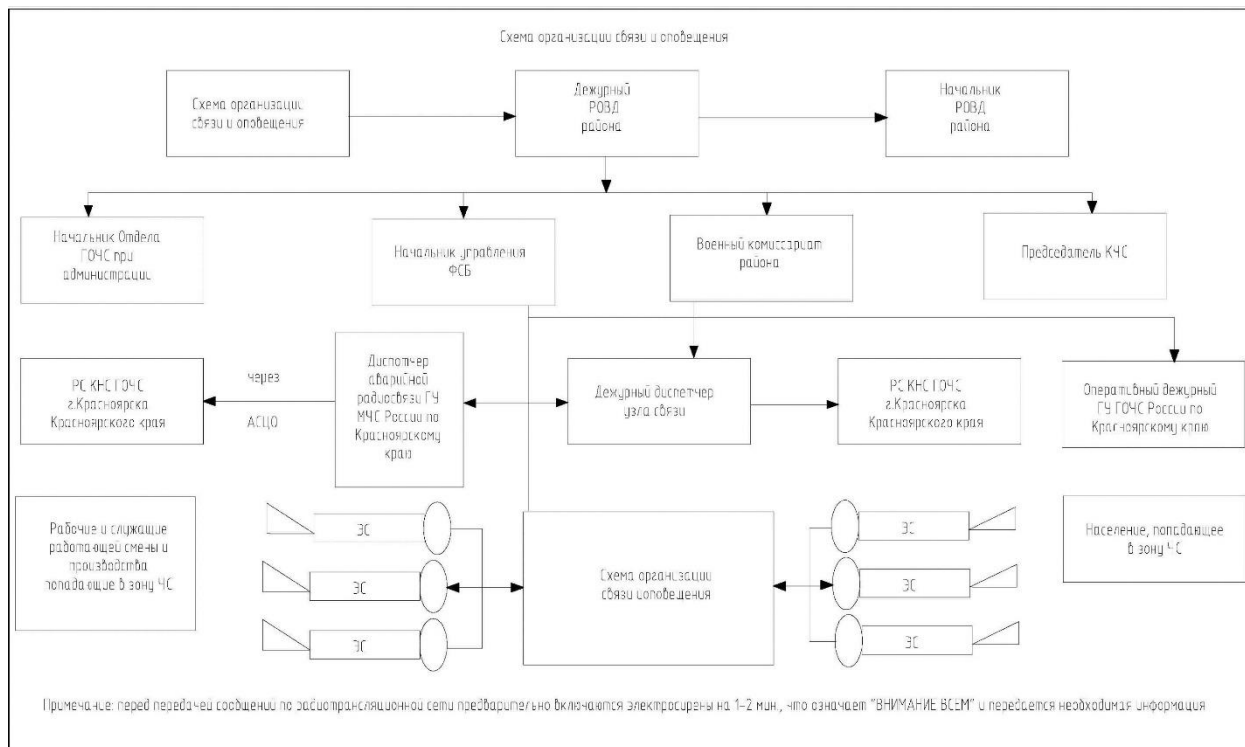 Схема организации связи и оповещения
Схема организации
связи и оповещения
Дежурный
РОВД
района
Начальник
РОВД
района
Начальник Отдела
ГОЧС при
администрации
Начальник управления
ФСБ
Военный комиссариат
района
Председатель КЧС
РС КНС ГОЧС
г.Красноярска
Красноярского края
через
АСЦО
Диспотчер
аварийной
радиосвязи ГУ
МЧС России по
Красноярскому
краю
Дежурный диспетчер
узла связи
РС КНС ГОЧС
г.Красноярска
Красноярского края
Оперативный дежурный
ГУ ГОЧС России по
Красноярскому краю
Рабочие и служащие
работающей смены и
производства
попадающие в зону ЧС
ЭС
ЭС
ЭС
Схема организации
связи иоповещения
ЭС
ЭС
ЭС
Население, попадающее
в зону ЧС
Примечание: перед передачей сообщений по радиотрансляционной сети предварительно включаются электросирены на 1-2 мин., что означает "ВНИМАНИЕ ВСЕМ" и передается необходимая информация